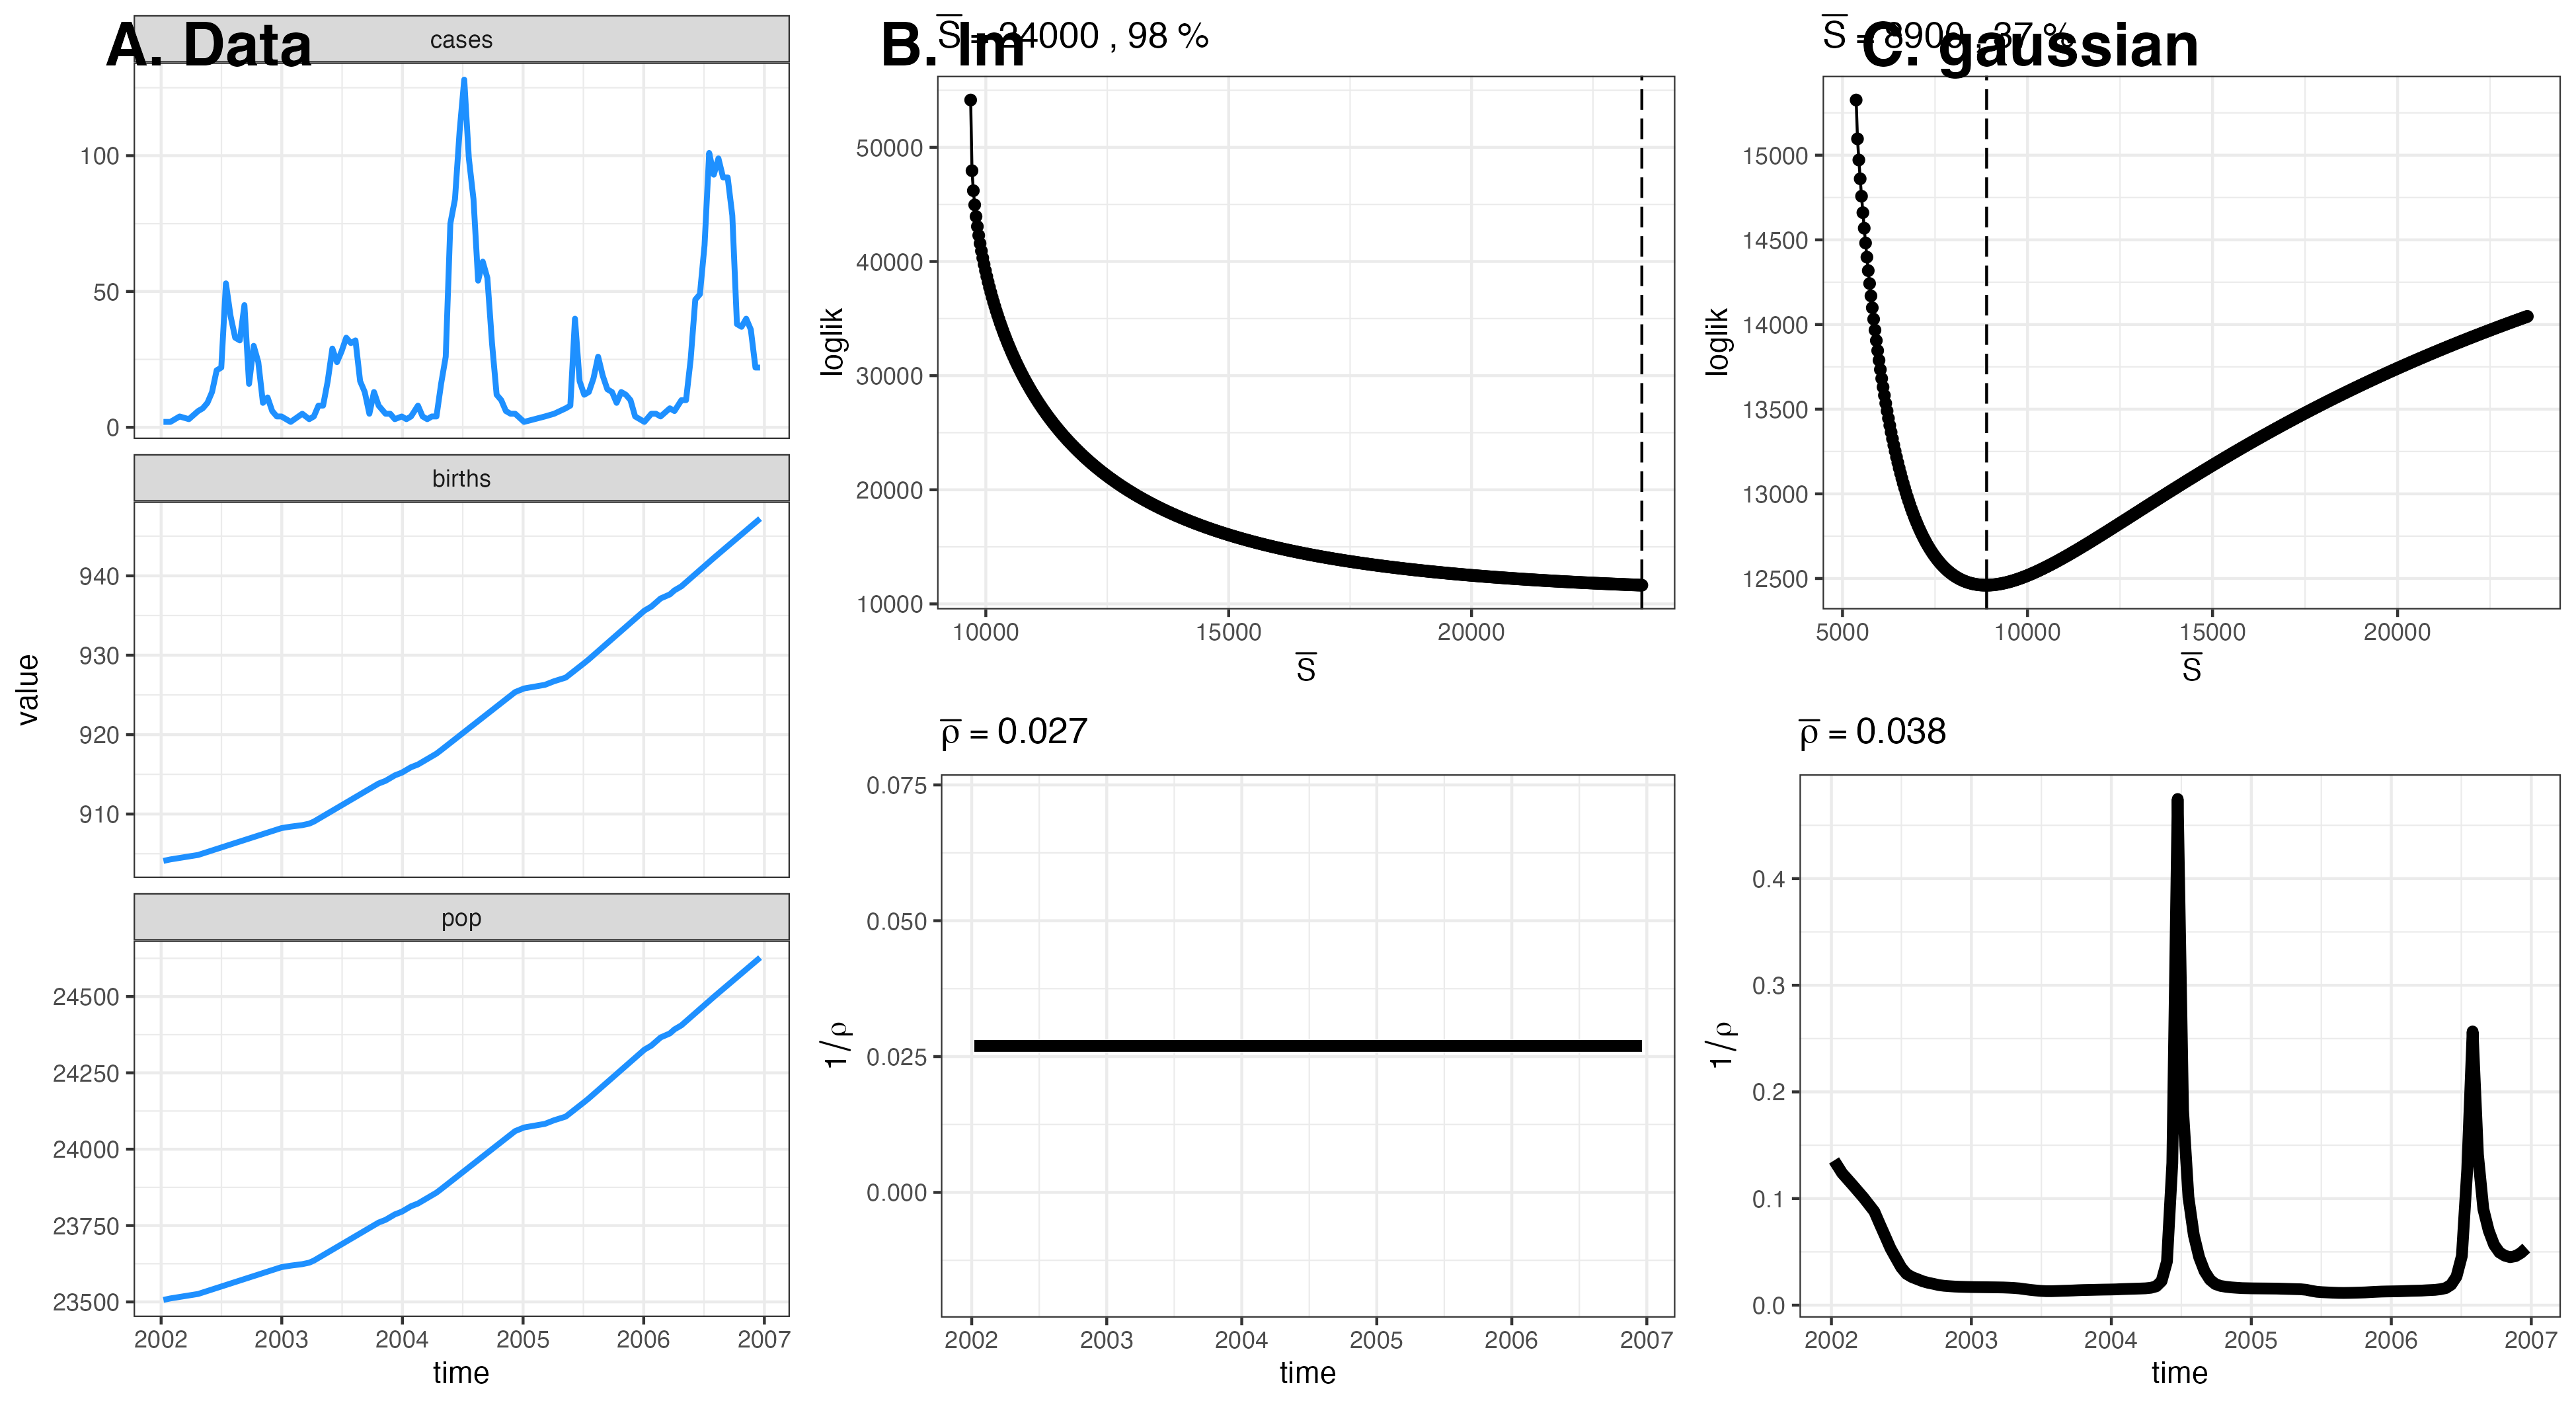 A. Data
cases
100
50
0
births
940
930
920
910
value
pop
24500
24250
24000
23750
23500
2002 2003 2004 2005 2006 2007
time
B. lm
S̅ = 24000 , 98 %
50000
40000
30000
20000
10000
loglik
10000 15000 20000
S̅
ρ̅ = 0.027
0.075
0.050
0.025
0.000
1/ρ
2002 2003 2004 2005 2006 2007
time
C. gaussian
S̅ = 8900 , 37 %
15000
14500
14000
13500
13000
12500
loglik
5000 10000 15000 20000
S̅
ρ̅ = 0.038
0.4
0.3
0.2
0.1
0.0
1/ρ
2002 2003 2004 2005 2006 2007
time